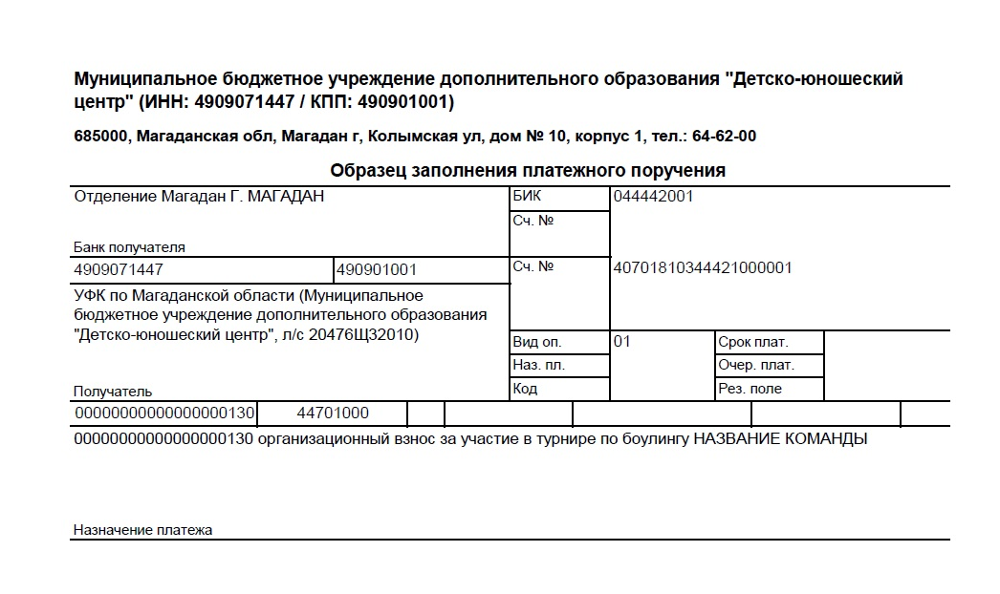 Муниципальное бюджетное учреждение дополнительного образования "Детско-юношеский
центр" (ИНН: 4909071447 / КПП: 490901001)
685000, Магаданская обл, Магадан г, Колымская ул, дом № 10, корпус 1, тел.: 64-62-00
Образец заполнения платежного поручения
Отделение Магадан Г. МАГАДАН БИК 044442001
Сч. №
Банк получателя
4909071447 490901001 Сч. № 40701810344421000001
УФК по Магаданской области (Муниципальное
бюджетное учреждение дополнительного образования
"Детско-юношеский центр", л/с 20476Щ32010)
Вид оп. 01 Срок плат.
Наз. пл. Очер. плат.
Получатель Код Рез. поле
00000000000000000130 44701000
00000000000000000130 организационный взнос за участие в турнире по боулингу НАЗВАНИЕ КОМАНДЫ
Назначение платежа